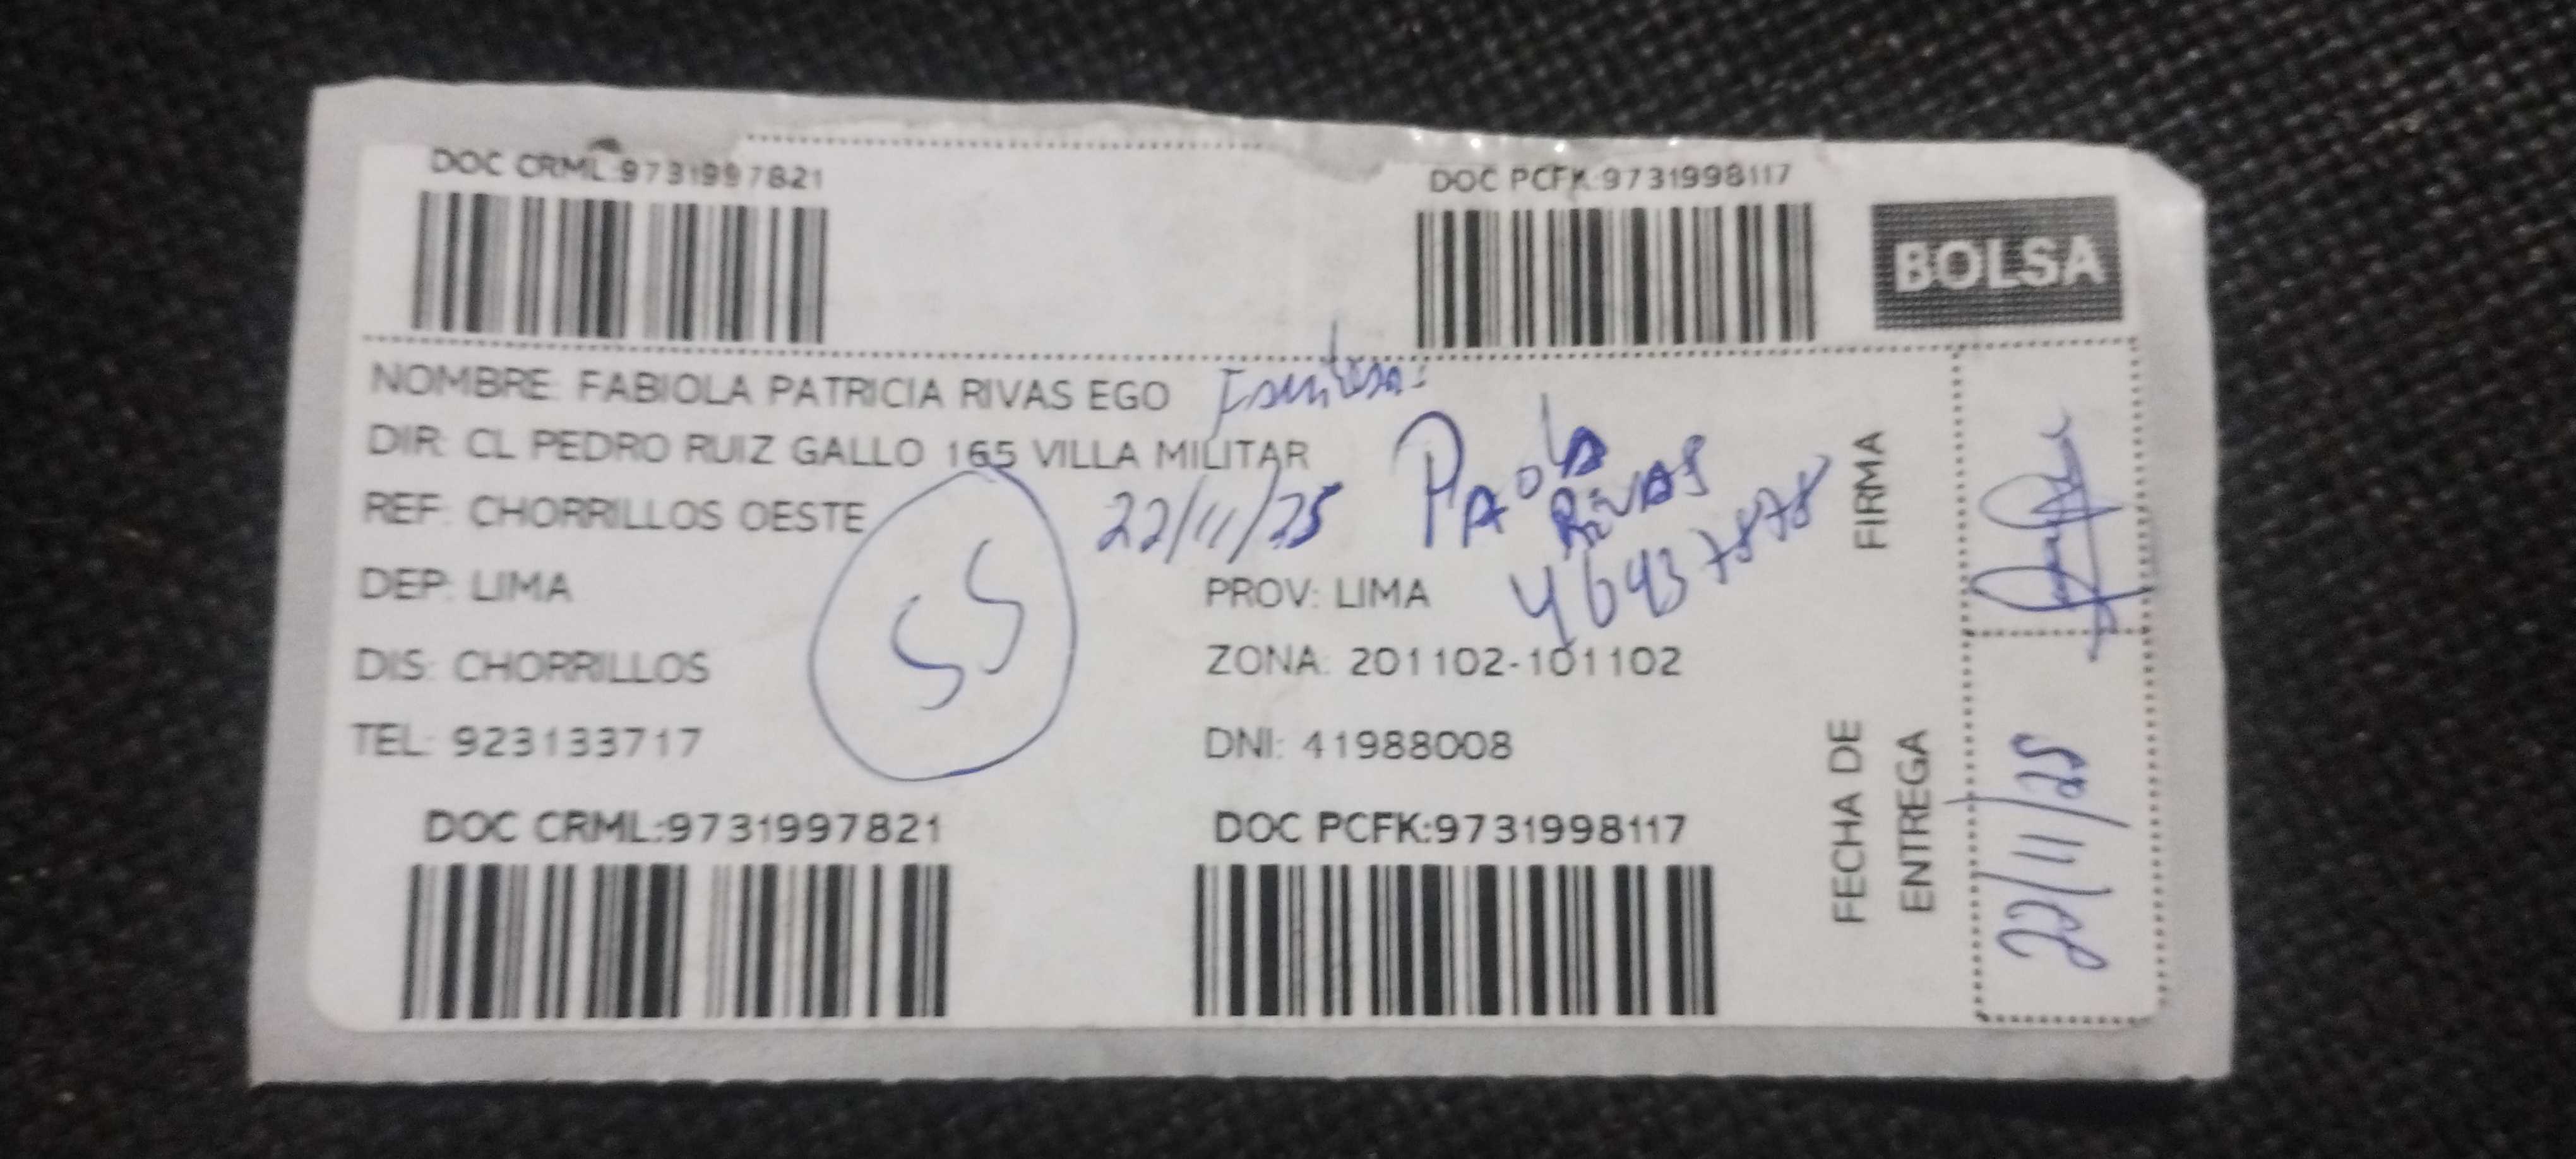 DOC CRML:9731997821
DOC PCFK:9731998117
BOLSA
NOMBRE: FABIOLA PATRICIA RIVAS EGO
DIR: CL PEDRO RUIZ GALLO 165 VILLA MILITAR
REF: CHORRILLOS OESTE
22/11/25
PAola
RiVAS
46437878
DEP: LIMA
PROV: LIMA
DIS: CHORRILLOS
ZONA: 201102-101102
TEL: 923133717
DNI: 41988008
55
DOC CRML:9731997821
DOC PCFK:9731998117
FIRMA
FECHA DE
ENTREGA
22/11/25